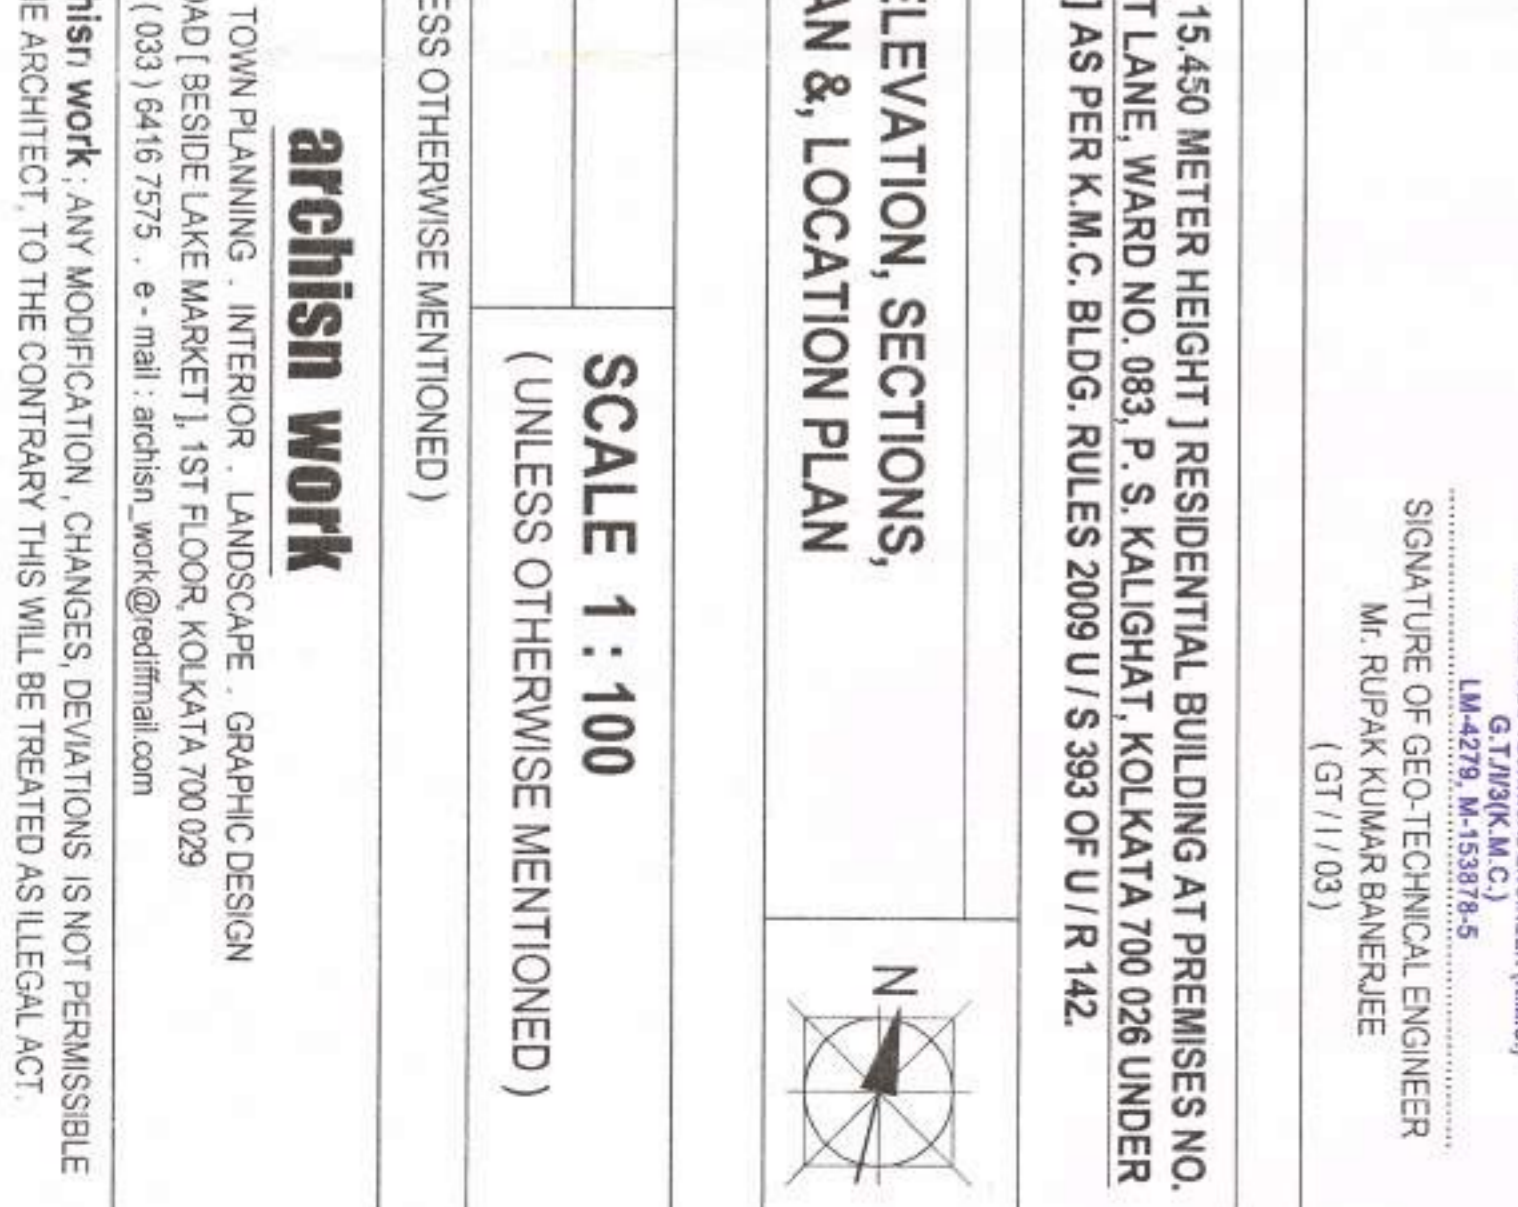 G.T./I/3(K.M.C.)
LM-4279, M-153878-5
SIGNATURE OF GEO-TECHNICAL ENGINEER
Mr. RUPAK KUMAR BANERJEE
( GT / I / 03 )
15.450 METER HEIGHT ] RESIDENTIAL BUILDING AT PREMISES NO.
T LANE, WARD NO. 083, P. S. KALIGHAT, KOLKATA 700 026 UNDER
] AS PER K.M.C. BLDG. RULES 2009 U / S 393 OF U / R 142.
ELEVATION, SECTIONS,
AN &, LOCATION PLAN
N
SCALE 1 : 100
( UNLESS OTHERWISE MENTIONED )
ESS OTHERWISE MENTIONED )
archisn work
TOWN PLANNING . INTERIOR . LANDSCAPE . GRAPHIC DESIGN
OAD [ BESIDE LAKE MARKET ], 1ST FLOOR, KOLKATA 700 029
( 033 ) 6416 7575 , e - mail : archisn_work@rediffmail.com
hisn work ; ANY MODIFICATION , CHANGES, DEVIATIONS IS NOT PERMISSIBLE
HE ARCHITECT, TO THE CONTRARY THIS WILL BE TREATED AS ILLEGAL ACT.